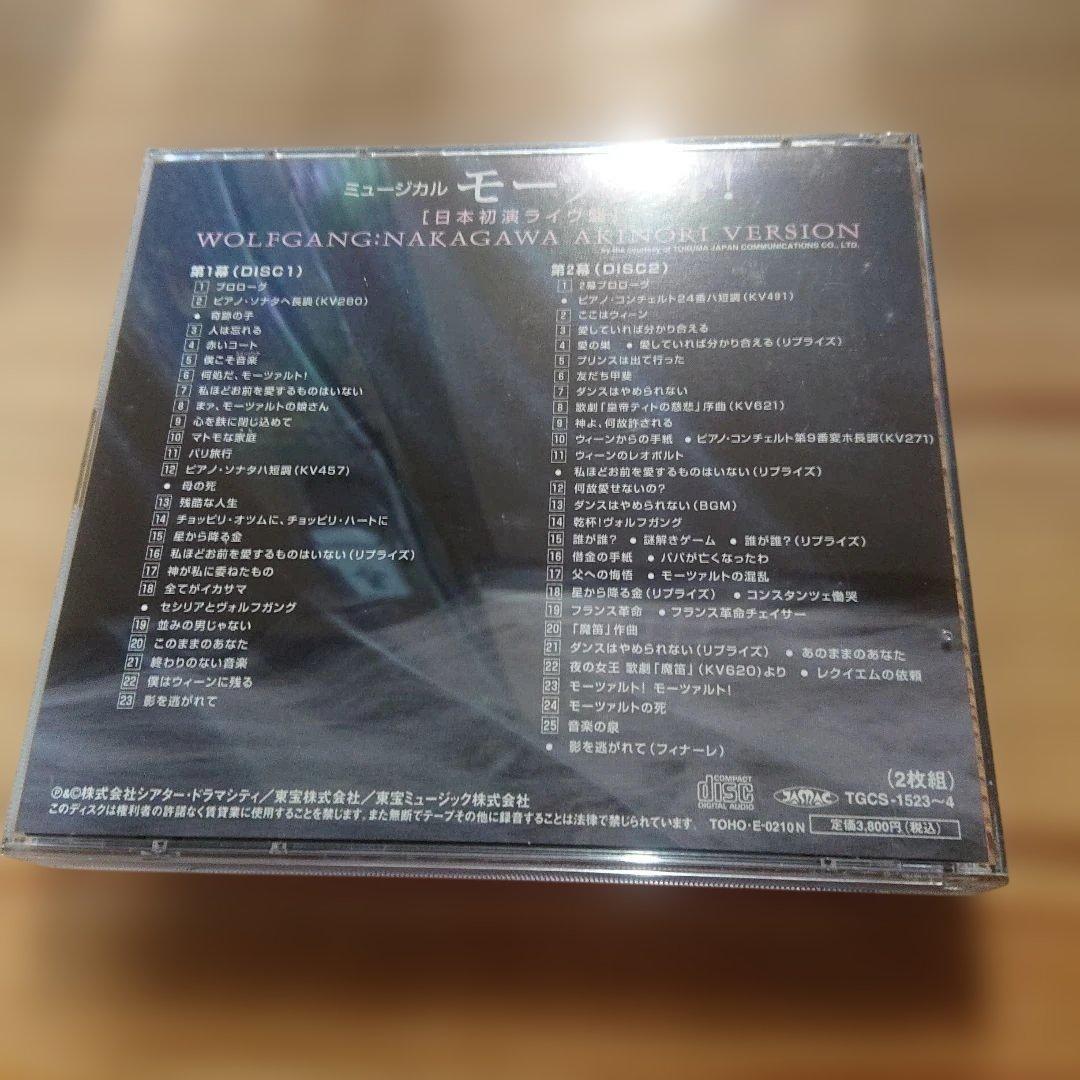 ミュージカル モーツァルト!
[日本初演ライヴ盤]
WOLFGANG:NAKAGAWA AKINORI VERSION
by the courtesy of TOKUMA JAPAN COMMUNICATIONS CO., LTD.
第1幕(DISC1)
1 プロローグ
2 ピアノ・ソナタヘ長調(KV280)
● 奇跡の子
3 人は忘れる
4 赤いコート
5 僕こそ音楽
6 何処だ、モーツァルト!
7 私ほどお前を愛するものはいない
8 まァ、モーツァルトの娘さん
9 心を鉄に閉じ込めて
10 マトモな家庭
11 パリ旅行
12 ピアノ・ソナタハ短調(KV457)
● 母の死
13 残酷な人生
14 チョッピリ・オツムに、チョッピリ・ハートに
15 星から降る金
16 私ほどお前を愛するものはいない(リプライズ)
17 神が私に委ねたもの
18 全てがイカサマ
● セシリアとヴォルフガング
19 並みの男じゃない
20 このままのあなた
21 終わりのない音楽
22 僕はウィーンに残る
23 影を逃がれて
第2幕(DISC2)
1 2幕プロローグ
● ピアノ・コンチェルト24番ハ短調(KV491)
2 ここはウィーン
3 愛していれば分かり合える
4 愛の巣 ● 愛していれば分かり合える(リプライズ)
5 プリンスは出て行った
6 友だち甲斐
7 ダンスはやめられない
8 歌劇「皇帝ティトの慈悲」序曲(KV621)
9 神よ、何故許される
10 ウィーンからの手紙 ● ピアノ・コンチェルト第9番変ホ長調(KV271)
11 ウィーンのレオポルト
● 私ほどお前を愛するものはいない(リプライズ)
12 何故愛せないの?
13 ダンスはやめられない(BGM)
14 乾杯!ヴォルフガング
15 誰が誰? ● 謎解きゲーム ● 誰が誰?(リプライズ)
16 借金の手紙 ● パパが亡くなったわ
17 父への悔悟 ● モーツァルトの混乱
18 星から降る金(リプライズ) ● コンスタンツェ慟哭
19 フランス革命 ● フランス革命チェイサー
20 「魔笛」作曲
21 ダンスはやめられない(リプライズ) ● あのままのあなた
22 夜の女王 歌劇「魔笛」(KV620)より ● レクイエムの依頼
23 モーツァルト! モーツァルト!
24 モーツァルトの死
25 音楽の泉
● 影を逃がれて(フィナーレ)
Ⓟ&©株式会社シアター・ドラマシティ/東宝株式会社/東宝ミュージック株式会社
このディスクは権利者の許諾なく賃貸業に使用することを禁じます。また無断でテープその他に録音することは法律で禁じられています。
COMPACT disc DIGITAL AUDIO
JASRAC
(2枚組)
TGCS-1523~4
TOHO・E-0210N
定価3,800円(税込)